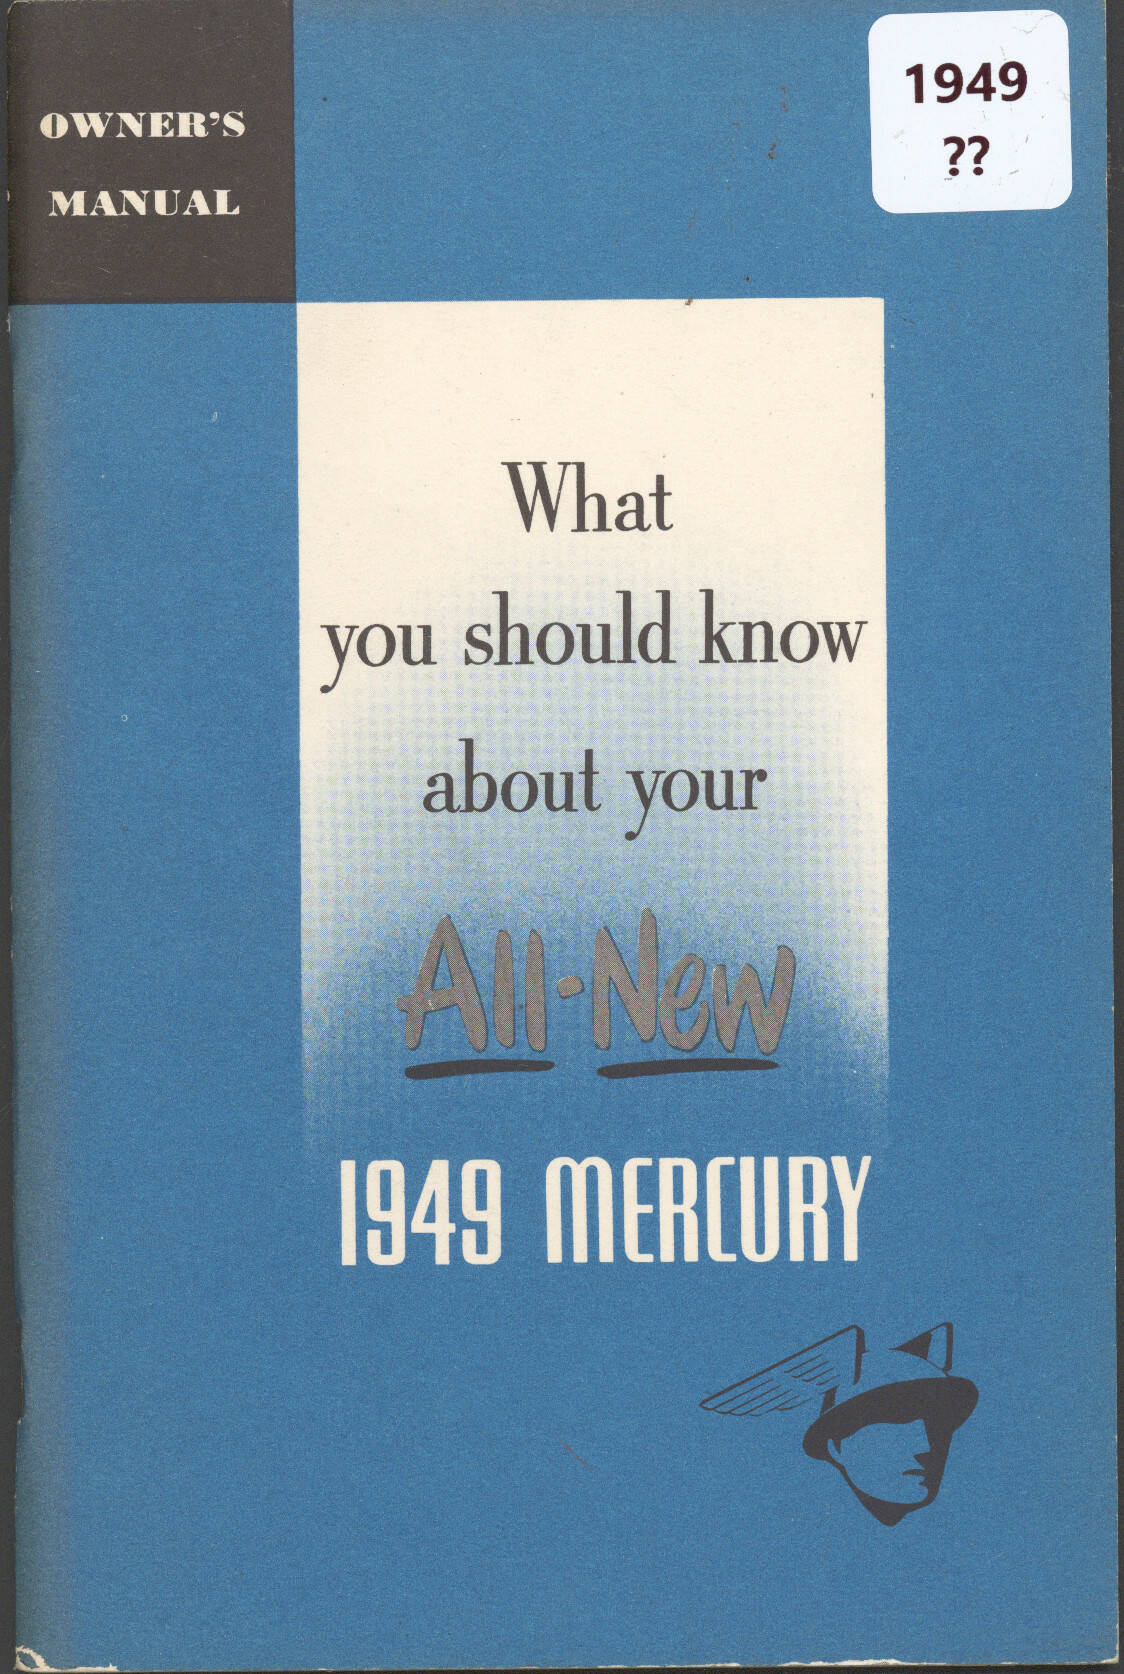 OWNER'S
MANUAL
1949
??
What
you should know
about your
All-New
1949 MERCURY